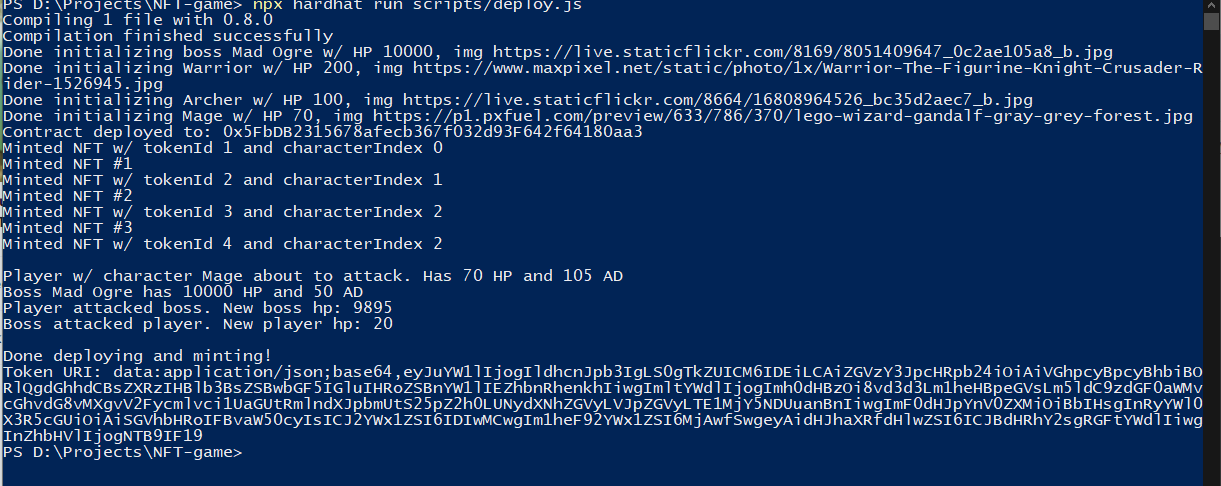 PS D:\Projects\NFT-game> npx hardhat run scripts/deploy.js
Compiling 1 file with 0.8.0
Compilation finished successfully
Done initializing boss Mad Ogre w/ HP 10000, img https://live.staticflickr.com/8169/8051409647_0c2ae105a8_b.jpg
Done initializing Warrior w/ HP 200, img https://www.maxpixel.net/static/photo/1x/Warrior-The-Figurine-Knight-Crusader-R
ider-1526945.jpg
Done initializing Archer w/ HP 100, img https://live.staticflickr.com/8664/16808964526_bc35d2aec7_b.jpg
Done initializing Mage w/ HP 70, img https://p1.pxfuel.com/preview/633/786/370/lego-wizard-gandalf-gray-grey-forest.jpg
Contract deployed to: 0x5FbDB2315678afecb367f032d93F642f64180aa3
Minted NFT w/ tokenId 1 and characterIndex 0
Minted NFT #1
Minted NFT w/ tokenId 2 and characterIndex 1
Minted NFT #2
Minted NFT w/ tokenId 3 and characterIndex 2
Minted NFT #3
Minted NFT w/ tokenId 4 and characterIndex 2
Player w/ character Mage about to attack. Has 70 HP and 105 AD
Boss Mad Ogre has 10000 HP and 50 AD
Player attacked boss. New boss hp: 9895
Boss attacked player. New player hp: 20
Done deploying and minting!
Token URI: data:application/json;base64,eyJuYW1lIjogIldhcnJpb3IgLS0gTkZUICM6IDEiLCAiZGVzY3JpcHRpb24iOiAiVGhpcyBpcyBhbiBO
RlQgdGhhdCBsZXRzIHBlb3BsZSBwbGF5IGluIHRoZSBnYW1lIEZhbnRhenkhIiwgImltYWdlIjogImh0dHBzOi8vd3d3Lm1heHBpeGVsLm5ldC9zdGF0aWMv
cGhvdG8vMXgvV2Fycmlvci1UaGUtRmlndXJpbmUtS25pZ2h0LUNydXNhZGVyLVJpZGVyLTE1MjY5NDUuanBnIiwgImF0dHJpYnV0ZXMiOiBbIHsgInRyYWl0
X3R5cGUiOiAiSGVhbHRoIFBvaW50cyIsICJ2YWx1ZSI6IDIwMCwgIm1heF92YWx1ZSI6MjAwfSwgeyAidHJhaXRfdHlwZSI6ICJBdHRhY2sgRGFtYWdlIiwg
InZhbHVlIjogNTB9IF19
PS D:\Projects\NFT-game>